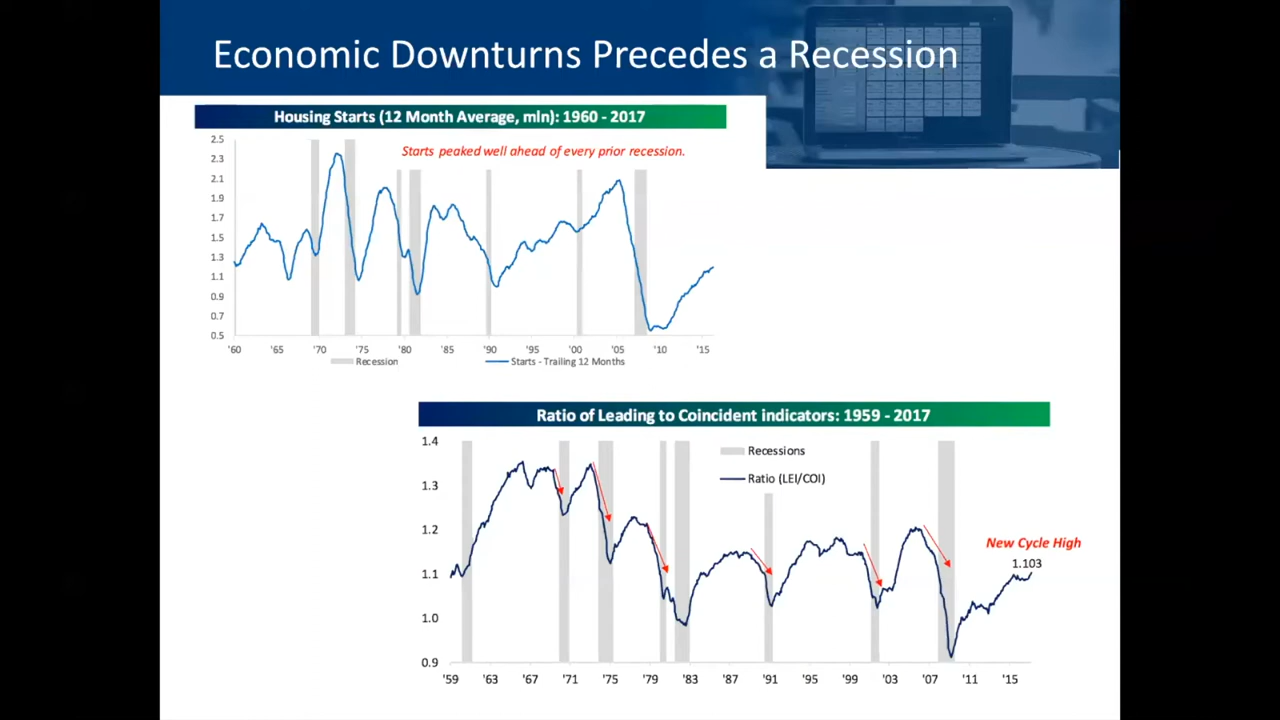 Economic Downturns Precedes a Recession
Housing Starts (12 Month Average, mln): 1960 - 2017
Starts peaked well ahead of every prior recession.
2.5
2.3
2.1
1.9
1.7
1.5
1.3
1.1
0.9
0.7
0.5
'60 '65 '70 '75 '80 '85 '90 '95 '00 '05 '10 '15
Recession Starts - Trailing 12 Months
Ratio of Leading to Coincident indicators: 1959 - 2017
1.4
1.3
1.2
1.1
1.0
0.9
Recessions
Ratio (LEI/COI)
New Cycle High
1.103
'59 '63 '67 '71 '75 '79 '83 '87 '91 '95 '99 '03 '07 '11 '15